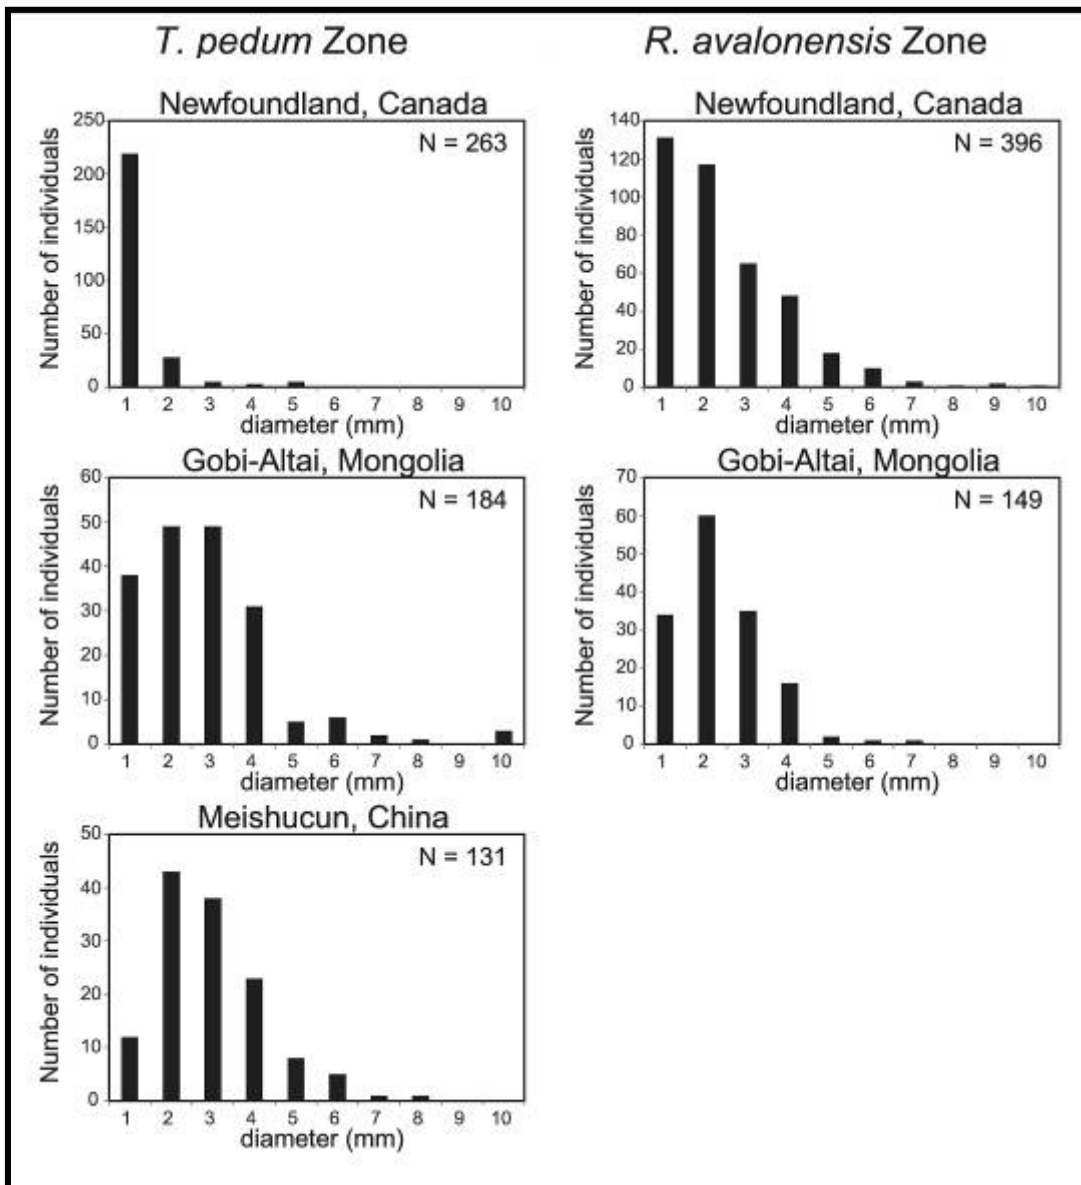 T. pedum Zone
R. avalonensis Zone
Newfoundland, Canada
N = 263
Number of individuals
250
200
150
100
50
0
1 2 3 4 5 6 7 8 9 10
diameter (mm)
Newfoundland, Canada
N = 396
Number of individuals
140
120
100
80
60
40
20
0
1 2 3 4 5 6 7 8 9 10
diameter (mm)
Gobi-Altai, Mongolia
N = 184
Number of individuals
60
50
40
30
20
10
0
1 2 3 4 5 6 7 8 9 10
diameter (mm)
Gobi-Altai, Mongolia
N = 149
Number of individuals
70
60
50
40
30
20
10
0
1 2 3 4 5 6 7 8 9 10
diameter (mm)
Meishucun, China
N = 131
Number of individuals
50
40
30
20
10
0
1 2 3 4 5 6 7 8 9 10
diameter (mm)